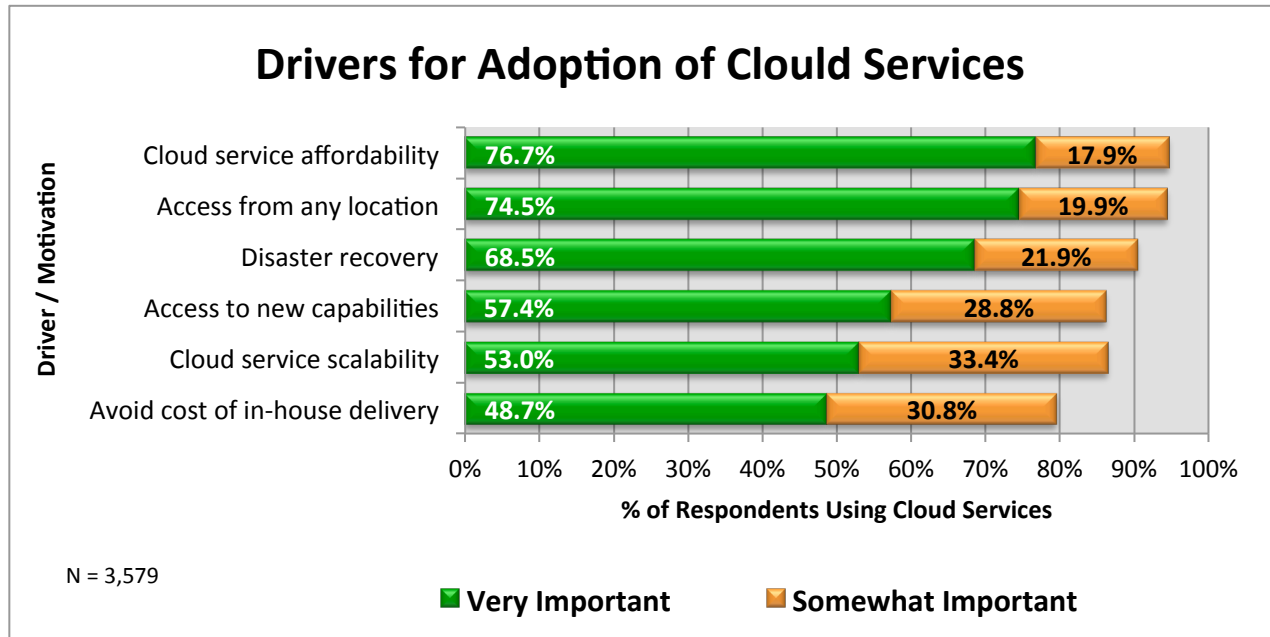 Drivers for Adoption of Clould Services
Driver / Motivation
Cloud service affordability 76.7% 17.9%
Access from any location 74.5% 19.9%
Disaster recovery 68.5% 21.9%
Access to new capabilities 57.4% 28.8%
Cloud service scalability 53.0% 33.4%
Avoid cost of in-house delivery 48.7% 30.8%
0% 10% 20% 30% 40% 50% 60% 70% 80% 90% 100%
% of Respondents Using Cloud Services
N = 3,579
Very Important Somewhat Important